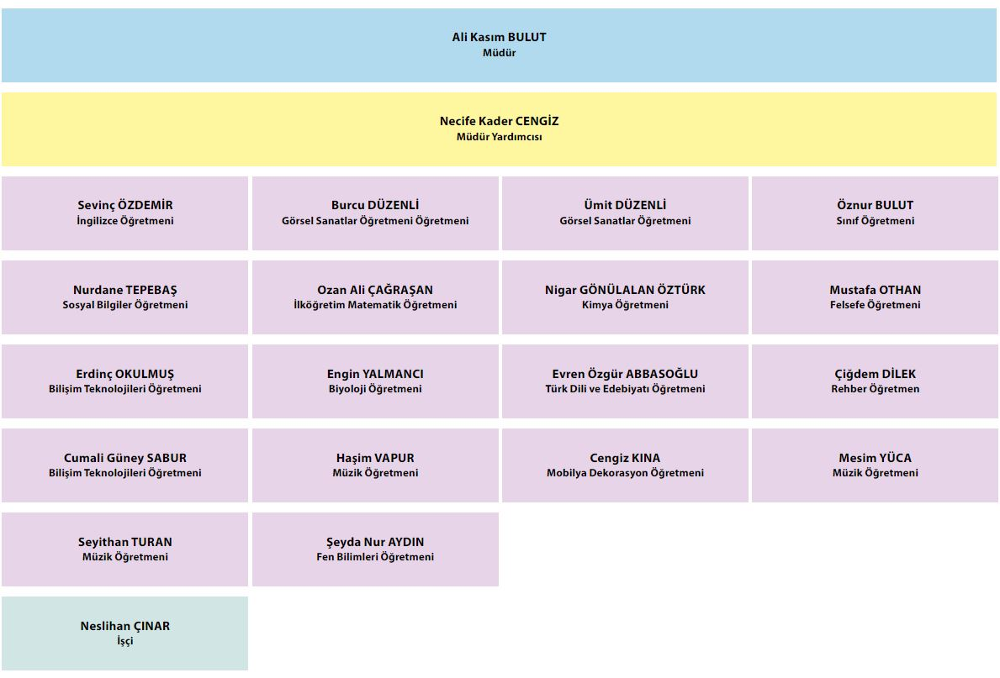 Ali Kasım BULUT
Müdür
Necife Kader CENGİZ
Müdür Yardımcısı
Sevinç ÖZDEMİR
İngilizce Öğretmeni
Burcu DÜZENLİ
Görsel Sanatlar Öğretmeni Öğretmeni
Ümit DÜZENLİ
Görsel Sanatlar Öğretmeni
Öznur BULUT
Sınıf Öğretmeni
Nurdane TEPEBAŞ
Sosyal Bilgiler Öğretmeni
Ozan Ali ÇAĞRAŞAN
İlköğretim Matematik Öğretmeni
Nigar GÖNÜLALAN ÖZTÜRK
Kimya Öğretmeni
Mustafa OTHAN
Felsefe Öğretmeni
Erdinç OKULMUŞ
Bilişim Teknolojileri Öğretmeni
Engin YALMANCI
Biyoloji Öğretmeni
Evren Özgür ABBASOĞLU
Türk Dili ve Edebiyatı Öğretmeni
Çiğdem DİLEK
Rehber Öğretmen
Cumali Güney SABUR
Bilişim Teknolojileri Öğretmeni
Haşim VAPUR
Müzik Öğretmeni
Cengiz KINA
Mobilya Dekorasyon Öğretmeni
Mesim YÜCA
Müzik Öğretmeni
Seyithan TURAN
Müzik Öğretmeni
Şeyda Nur AYDIN
Fen Bilimleri Öğretmeni
Neslihan ÇINAR
İşçi